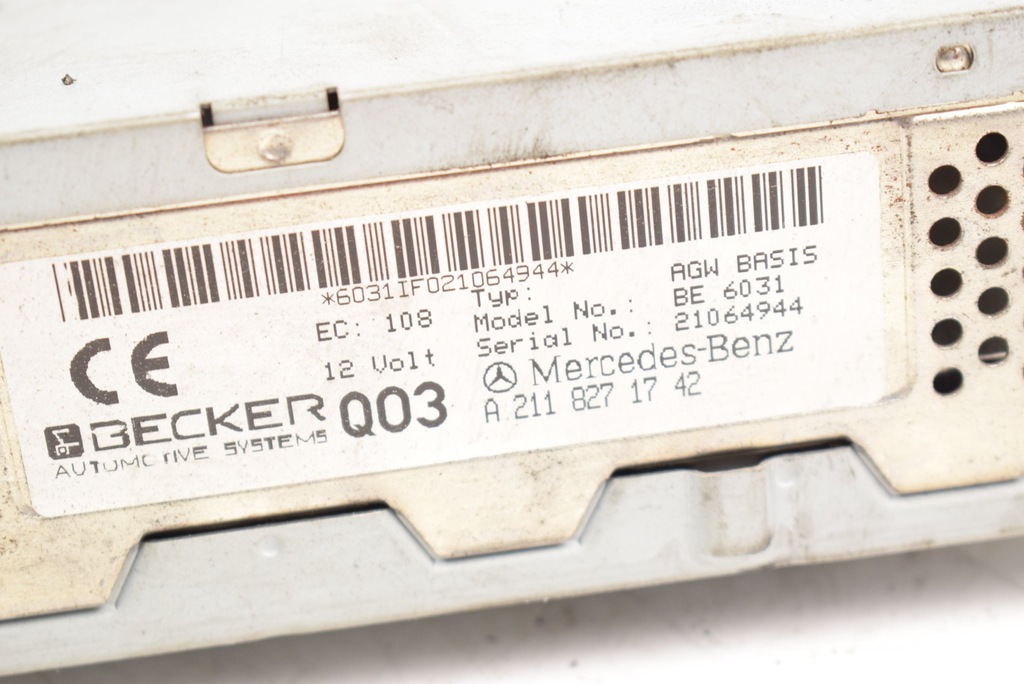 *6031IF021064944*
EC: 108
12 Volt
Typ: AGW BASIS
Model No.: BE 6031
Serial No.: 21064944
CE
BECKER
AUTOMOTIVE SYSTEMS
Q03
Mercedes-Benz
A 211 827 17 42